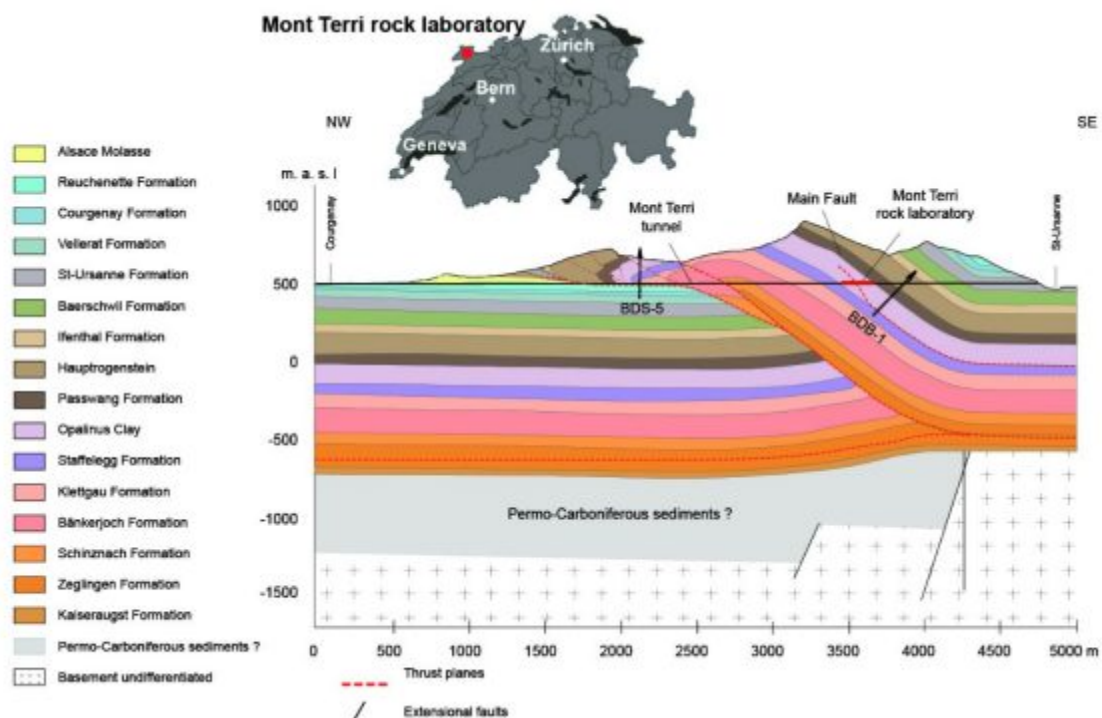 Mont Terri rock laboratory
Zürich
Bern
Geneva
NW
SE
Alsace Molasse
Reuchenette Formation
Courgenay Formation
Vellerat Formation
St-Ursanne Formation
Baerschwil Formation
Ifenthal Formation
Hauptrogenstein
Passwang Formation
Opalinus Clay
Staffelegg Formation
Klettgau Formation
Bänkerjoch Formation
Schinznach Formation
Zeglingen Formation
Kaiseraugst Formation
Permo-Carboniferous sediments ?
Basement undifferentiated
m. a. s. l
1000
500
0
-500
-1000
-1500
Courgenay
Mont Terri
tunnel
Main Fault
Mont Terri
rock laboratory
St-Ursanne
BDS-5
BDB-1
Permo-Carboniferous sediments ?
0
500
1000
1500
2000
2500
3000
3500
4000
4500
5000 m
Thrust planes
Extensional faults